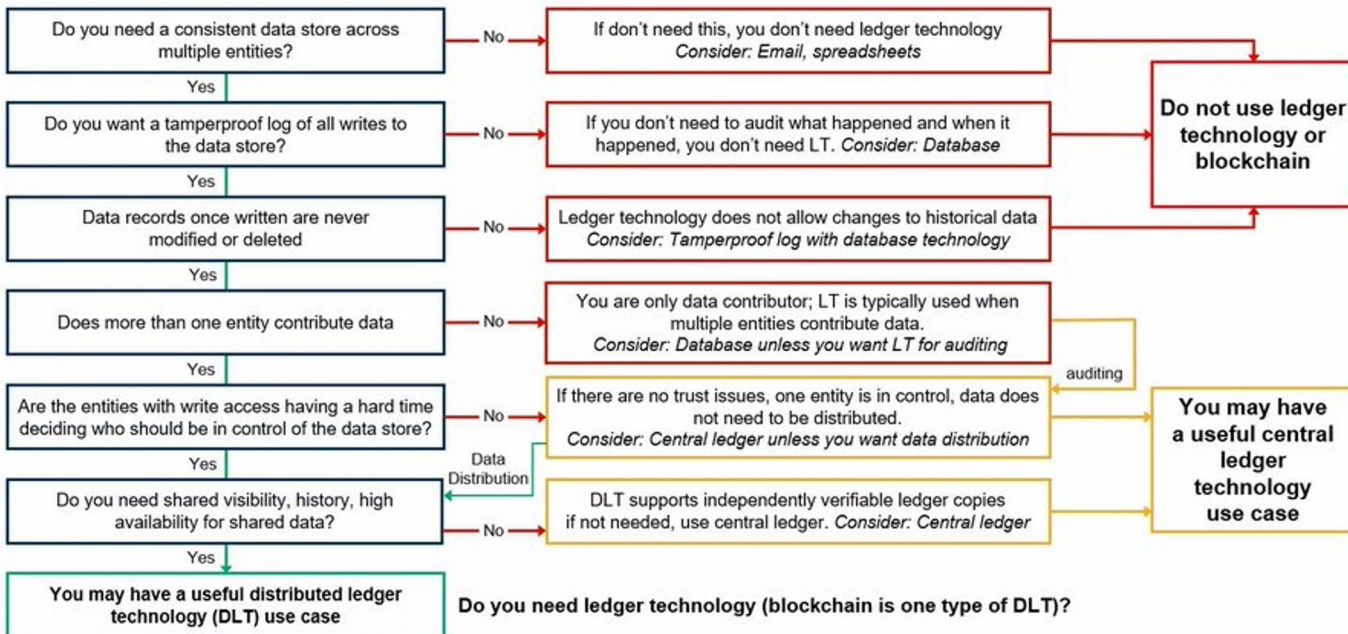 Do you need a consistent data store across
multiple entities?
No
If don't need this, you don't need ledger technology
Consider: Email, spreadsheets
Yes
Do you want a tamperproof log of all writes to
the data store?
No
If you don't need to audit what happened and when it
happened, you don't need LT. Consider: Database
Do not use ledger
technology or
blockchain
Yes
Data records once written are never
modified or deleted
No
Ledger technology does not allow changes to historical data
Consider: Tamperproof log with database technology
Yes
Does more than one entity contribute data
No
You are only data contributor; LT is typically used when
multiple entities contribute data.
Consider: Database unless you want LT for auditing
auditing
Yes
Are the entities with write access having a hard time
deciding who should be in control of the data store?
No
If there are no trust issues, one entity is in control, data does
not need to be distributed.
Consider: Central ledger unless you want data distribution
You may have
a useful central
ledger
technology
use case
Yes
Data
Distribution
Do you need shared visibility, history, high
availability for shared data?
No
DLT supports independently verifiable ledger copies
if not needed, use central ledger. Consider: Central ledger
Yes
You may have a useful distributed ledger
technology (DLT) use case
Do you need ledger technology (blockchain is one type of DLT)?